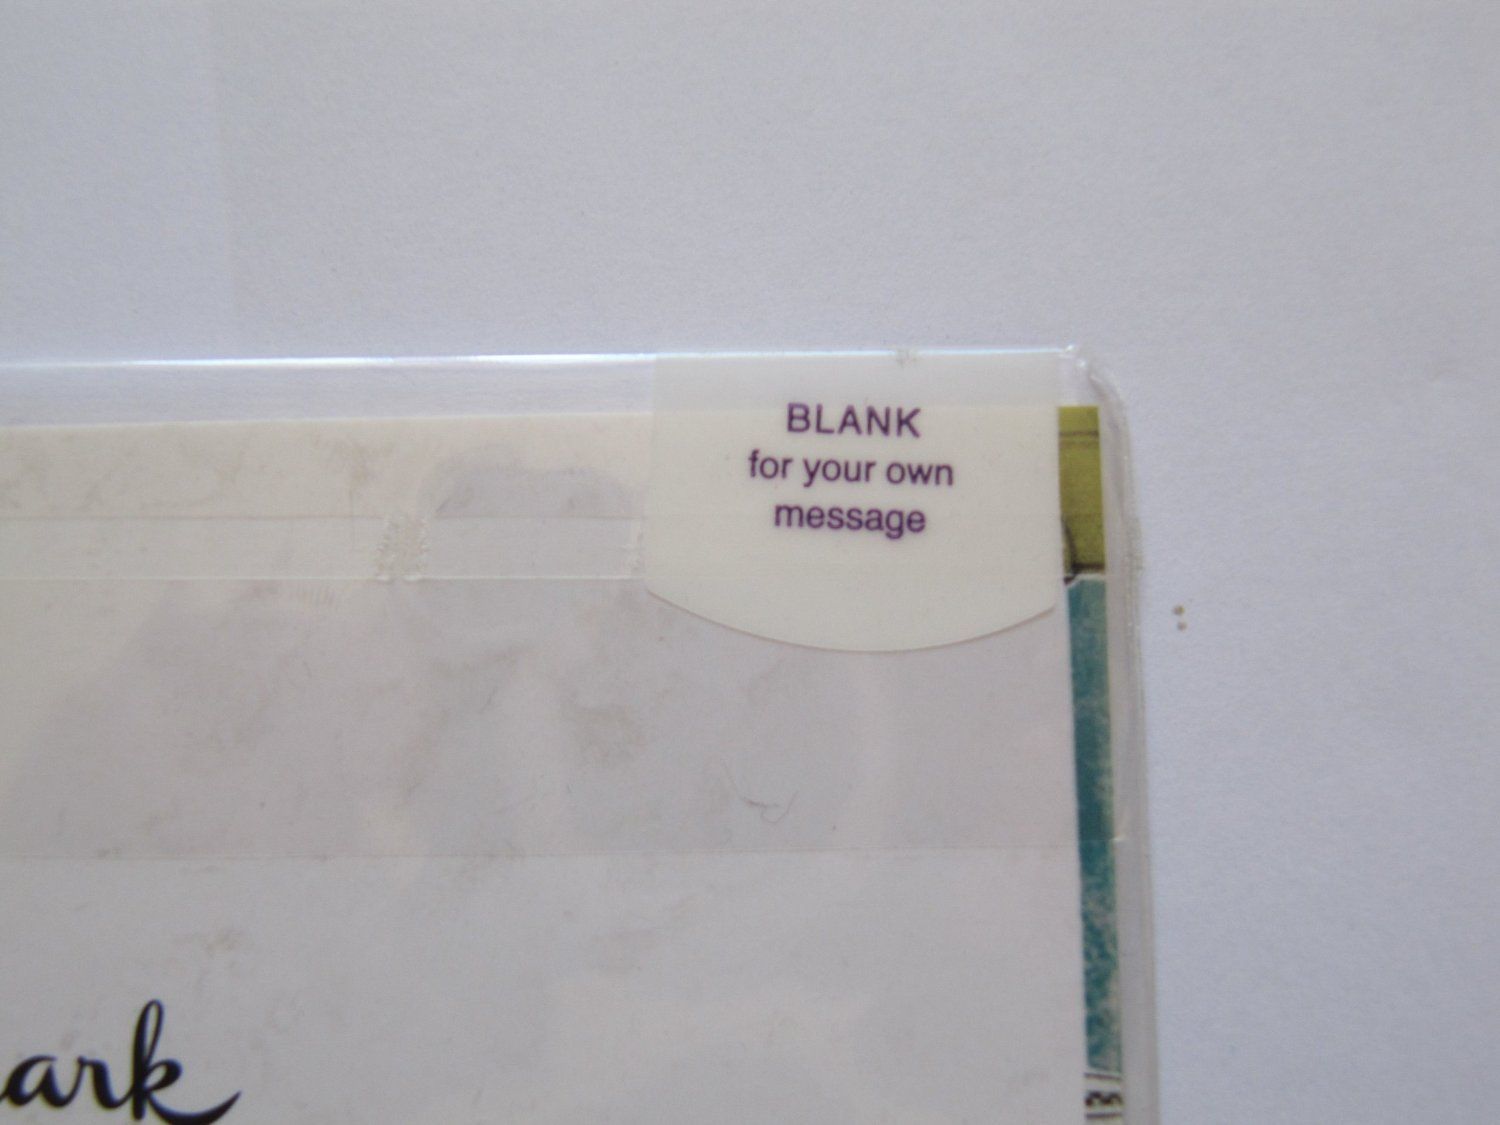 BLANK
for your own
message
ark